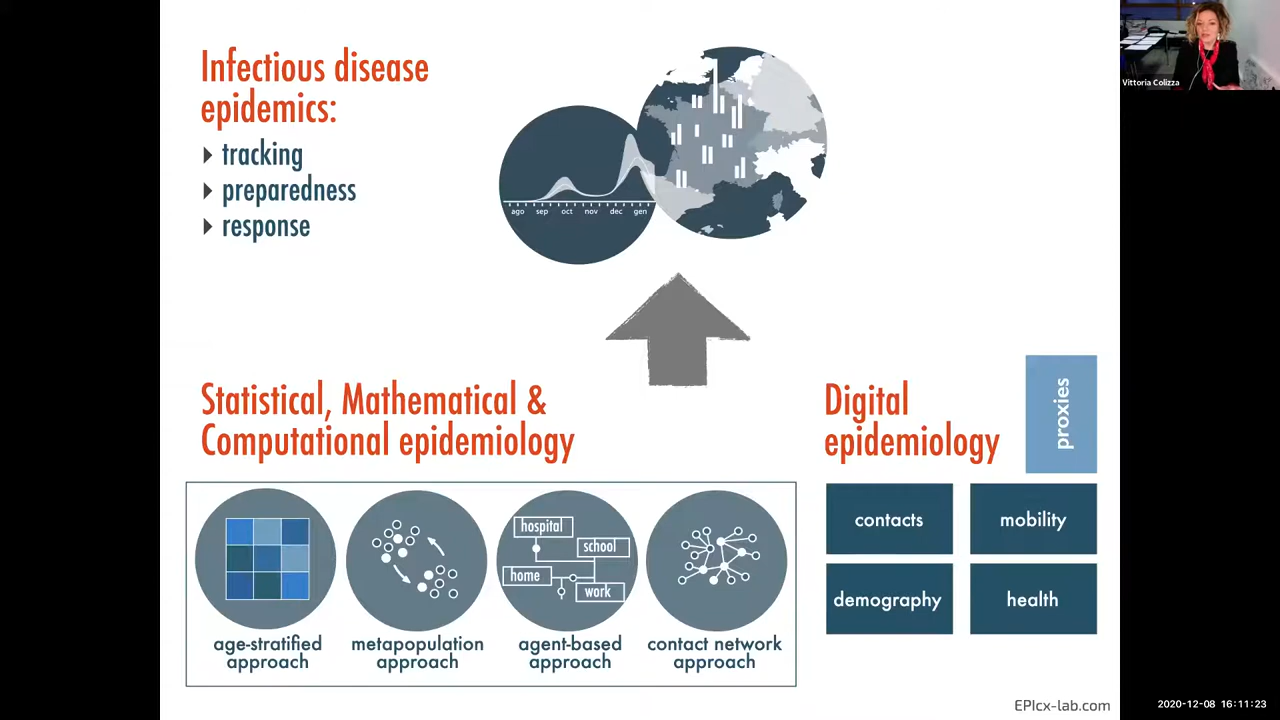 Infectious disease
epidemics:
tracking
preparedness
response
ago sep oct nov dec gen
Vittoria Colizza
Statistical, Mathematical &
Computational epidemiology
hospital
school
home
work
age-stratified
approach
metapopulation
approach
agent-based
approach
contact network
approach
Digital
epidemiology
proxies
contacts
mobility
demography
health
EPIcx-lab.com
2020-12-08 16:11:23